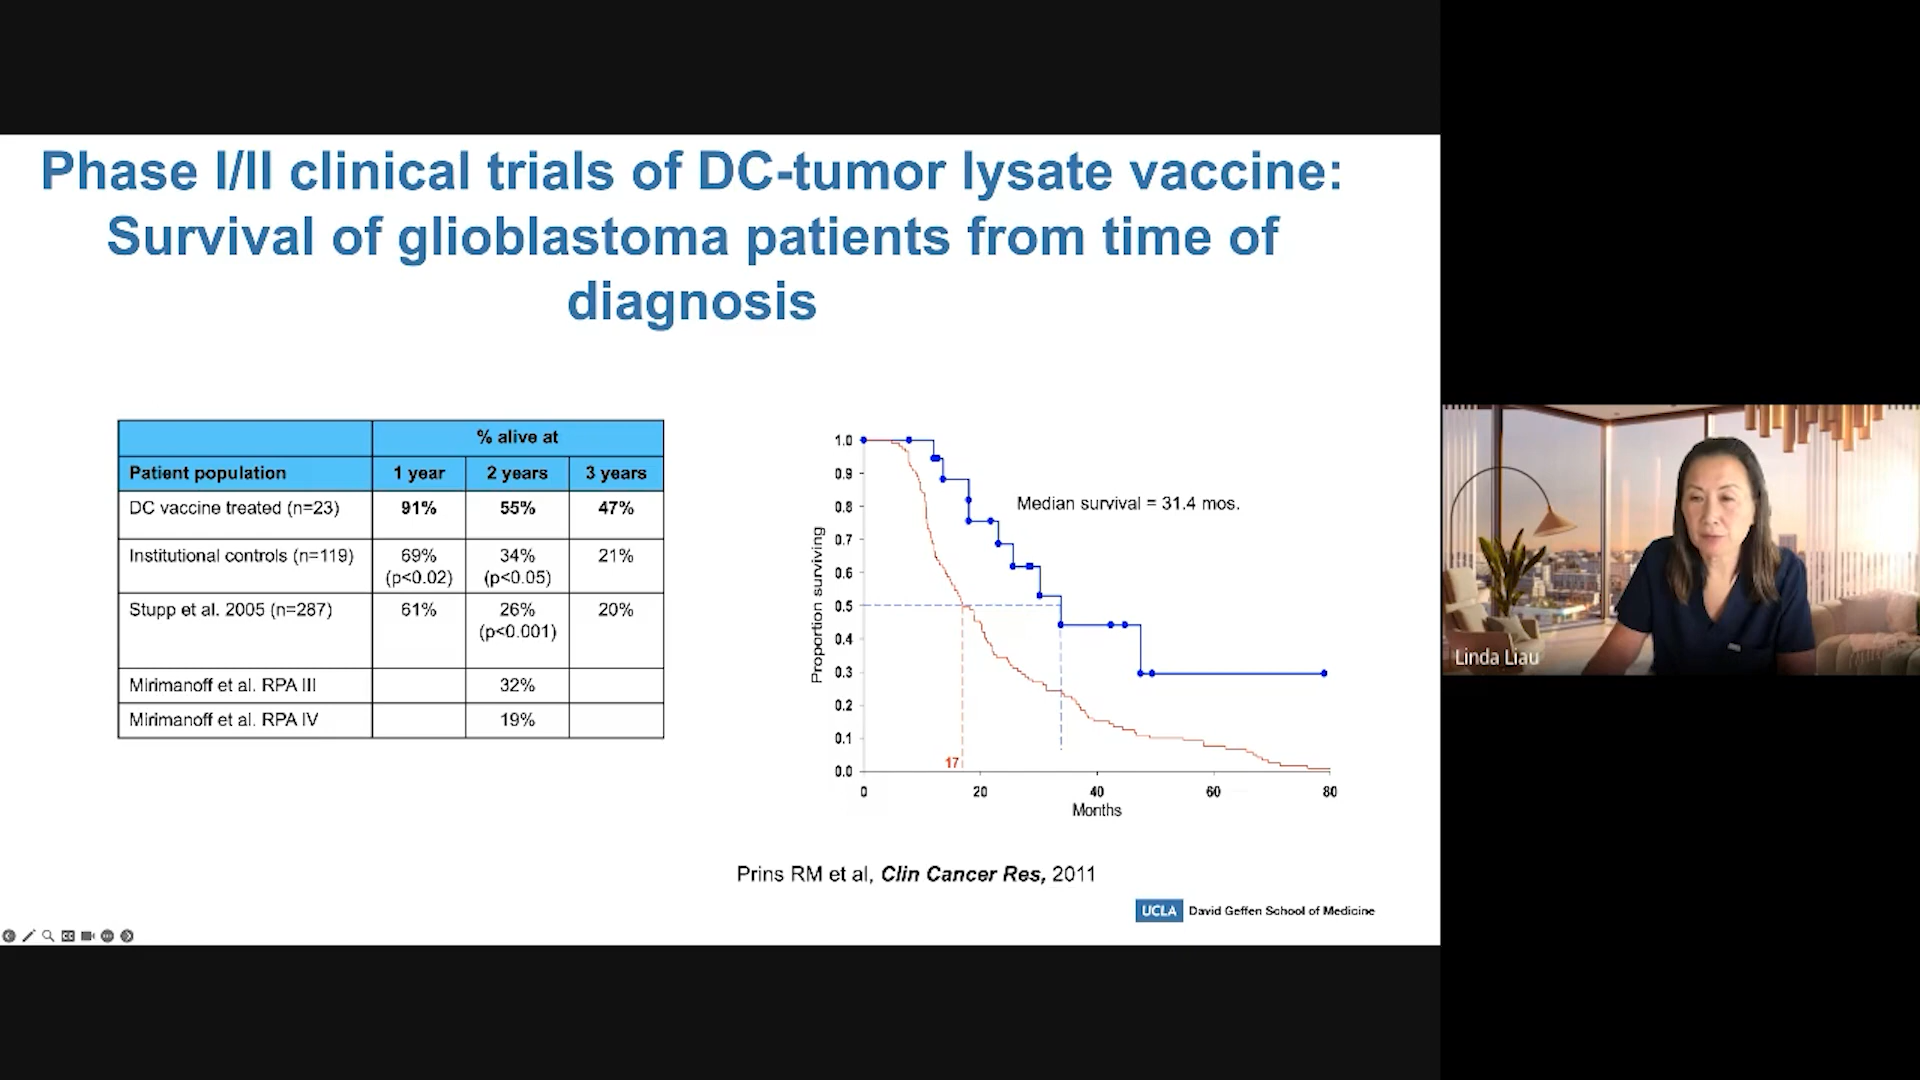 Phase I/II clinical trials of DC-tumor lysate vaccine:
Survival of glioblastoma patients from time of
diagnosis
% alive at
Patient population 1 year 2 years 3 years
DC vaccine treated (n=23) 91% 55% 47%
Institutional controls (n=119) 69% 34% 21%
(p<0.02) (p<0.05)
Stupp et al. 2005 (n=287) 61% 26% 20%
(p<0.001)
Mirimanoff et al. RPA III 32%
Mirimanoff et al. RPA IV 19%
Proportion surviving
1.0
0.9
0.8
0.7
0.6
0.5
0.4
0.3
0.2
0.1
0.0
Median survival = 31.4 mos.
17
0 20 40 60 80
Months
Prins RM et al, Clin Cancer Res, 2011
UCLA David Geffen School of Medicine
Linda Liau